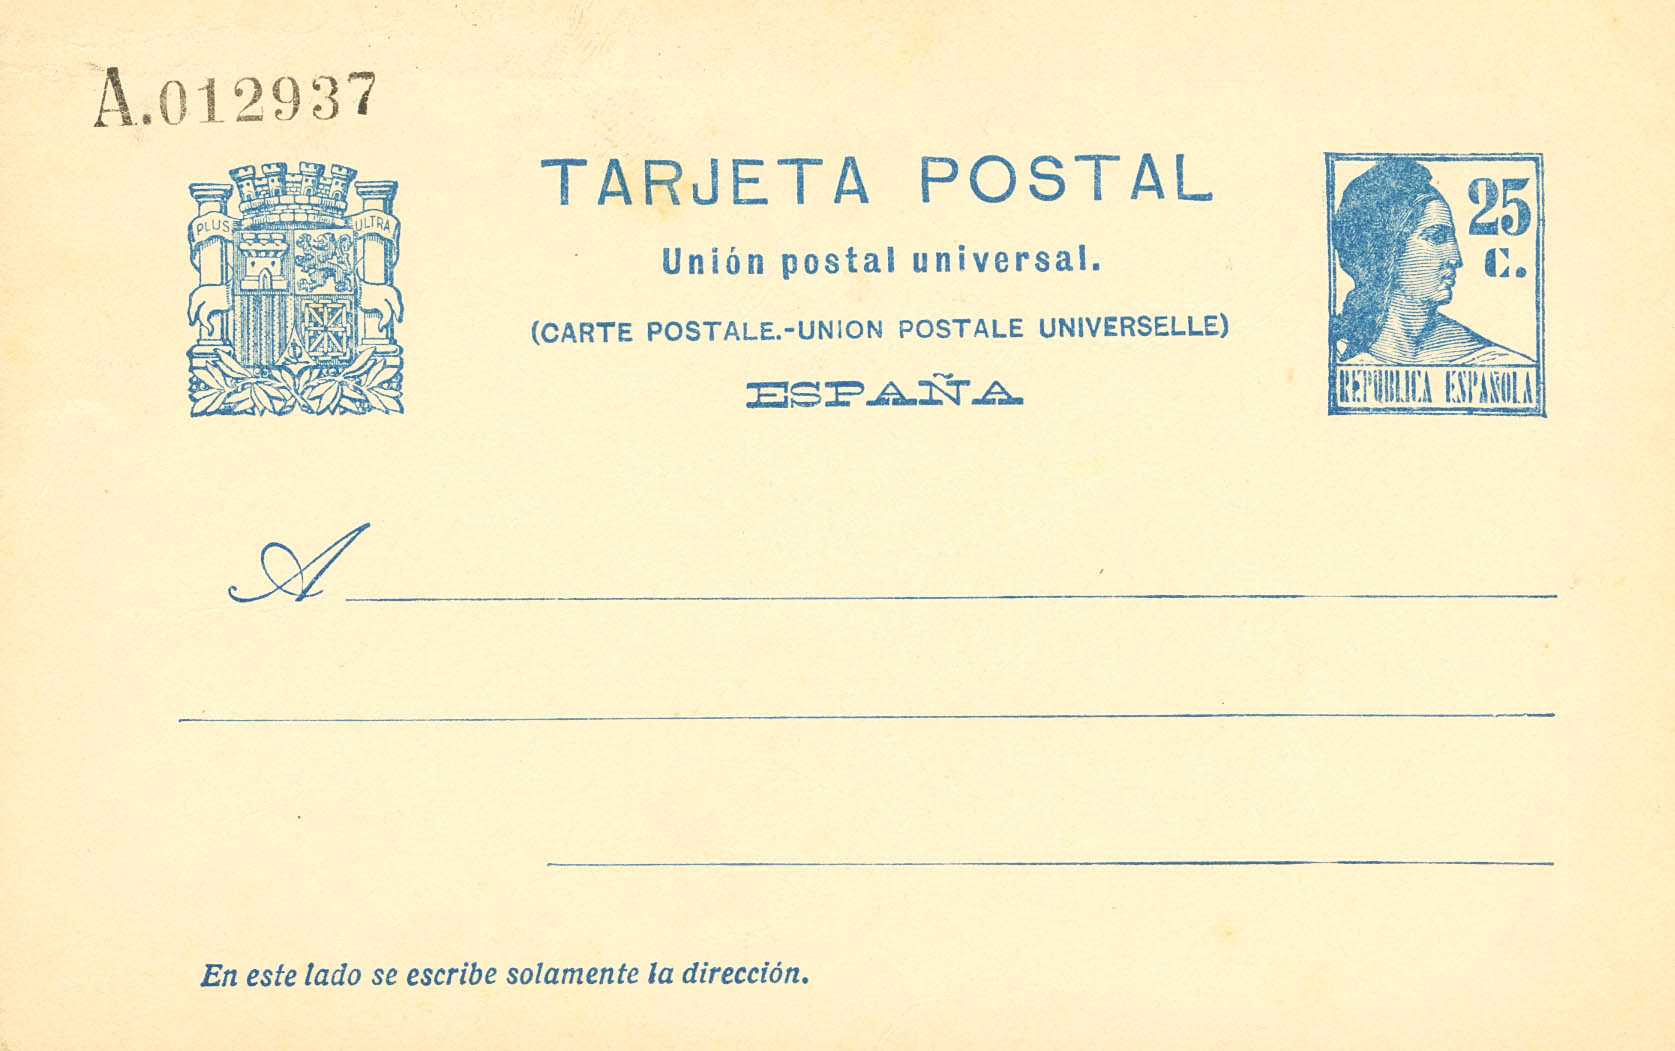 A.012937
TARJETA POSTAL
Unión postal universal.
(CARTE POSTALE.-UNION POSTALE UNIVERSELLE)
ESPAÑA
PLUS ULTRA
25
C.
REPUBLICA ESPAÑOLA
A
En este lado se escribe solamente la dirección.